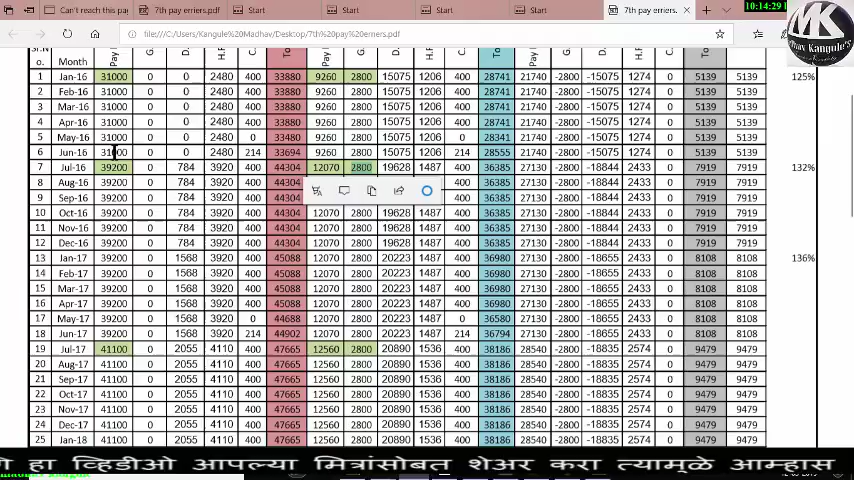 Can't reach this pa
7th pay erriers.pdf
Start
Start
Start
7th pay erriers.
10:14:29
file:///C:/Users/Kangule%20Madhav/Desktop/7th%20pay%20erriers.pdf
MK
Madhav Kangule's
Sr.N o. Month Pay G. D. H.R C. To Pay G. D. H.R C. To To
1 Jan-16 31000 0 0 2480 400 33880 9260 2800 15075 1206 400 28741 21740 -2800 -15075 1274 0 5139 5139 125%
2 Feb-16 31000 0 0 2480 400 33880 9260 2800 15075 1206 400 28741 21740 -2800 -15075 1274 0 5139 5139
3 Mar-16 31000 0 0 2480 400 33880 9260 2800 15075 1206 400 28741 21740 -2800 -15075 1274 0 5139 5139
4 Apr-16 31000 0 0 2480 400 33880 9260 2800 15075 1206 400 28741 21740 -2800 -15075 1274 0 5139 5139
5 May-16 31000 0 0 2480 0 33480 9260 2800 15075 1206 0 28341 21740 -2800 -15075 1274 0 5139 5139
6 Jun-16 31000 0 0 2480 214 33694 9260 2800 15075 1206 214 28555 21740 -2800 -15075 1274 0 5139 5139
7 Jul-16 39200 0 784 3920 400 44304 12070 2800 19628 1487 400 36385 27130 -2800 -18844 2433 0 7919 7919 132%
8 Aug-16 39200 0 784 3920 400 44304 400 36385 27130 -2800 -18844 2433 0 7919 7919
9 Sep-16 39200 0 784 3920 400 44304 12070 2800 19628 1487 400 36385 27130 -2800 -18844 2433 0 7919 7919
10 Oct-16 39200 0 784 3920 400 44304 12070 2800 19628 1487 400 36385 27130 -2800 -18844 2433 0 7919 7919
11 Nov-16 39200 0 784 3920 400 44304 12070 2800 19628 1487 400 36385 27130 -2800 -18844 2433 0 7919 7919
12 Dec-16 39200 0 784 3920 400 44304 12070 2800 19628 1487 400 36385 27130 -2800 -18844 2433 0 7919 7919
13 Jan-17 39200 0 1568 3920 400 45088 12070 2800 20223 1487 400 36980 27130 -2800 -18655 2433 0 8108 8108 136%
14 Feb-17 39200 0 1568 3920 400 45088 12070 2800 20223 1487 400 36980 27130 -2800 -18655 2433 0 8108 8108
15 Mar-17 39200 0 1568 3920 400 45088 12070 2800 20223 1487 400 36980 27130 -2800 -18655 2433 0 8108 8108
16 Apr-17 39200 0 1568 3920 400 45088 12070 2800 20223 1487 400 36980 27130 -2800 -18655 2433 0 8108 8108
17 May-17 39200 0 1568 3920 0 44688 12070 2800 20223 1487 0 36580 27130 -2800 -18655 2433 0 8108 8108
18 Jun-17 39200 0 1568 3920 214 44902 12070 2800 20223 1487 214 36794 27130 -2800 -18655 2433 0 8108 8108
19 Jul-17 41100 0 2055 4110 400 47665 12560 2800 20890 1536 400 38186 28540 -2800 -18835 2574 0 9479 9479
20 Aug-17 41100 0 2055 4110 400 47665 12560 2800 20890 1536 400 38186 28540 -2800 -18835 2574 0 9479 9479
21 Sep-17 41100 0 2055 4110 400 47665 12560 2800 20890 1536 400 38186 28540 -2800 -18835 2574 0 9479 9479
22 Oct-17 41100 0 2055 4110 400 47665 12560 2800 20890 1536 400 38186 28540 -2800 -18835 2574 0 9479 9479
23 Nov-17 41100 0 2055 4110 400 47665 12560 2800 20890 1536 400 38186 28540 -2800 -18835 2574 0 9479 9479
24 Dec-17 41100 0 2055 4110 400 47665 12560 2800 20890 1536 400 38186 28540 -2800 -18835 2574 0 9479 9479
25 Jan-18 41100 0 2055 4110 400 47665 12560 2800 20890 1536 400 38186 28540 -2800 -18835 2574 0 9479 9479
हा व्हिडीओ आपल्या मित्रांसोबत शेअर करा त्यामूळे आम्हास